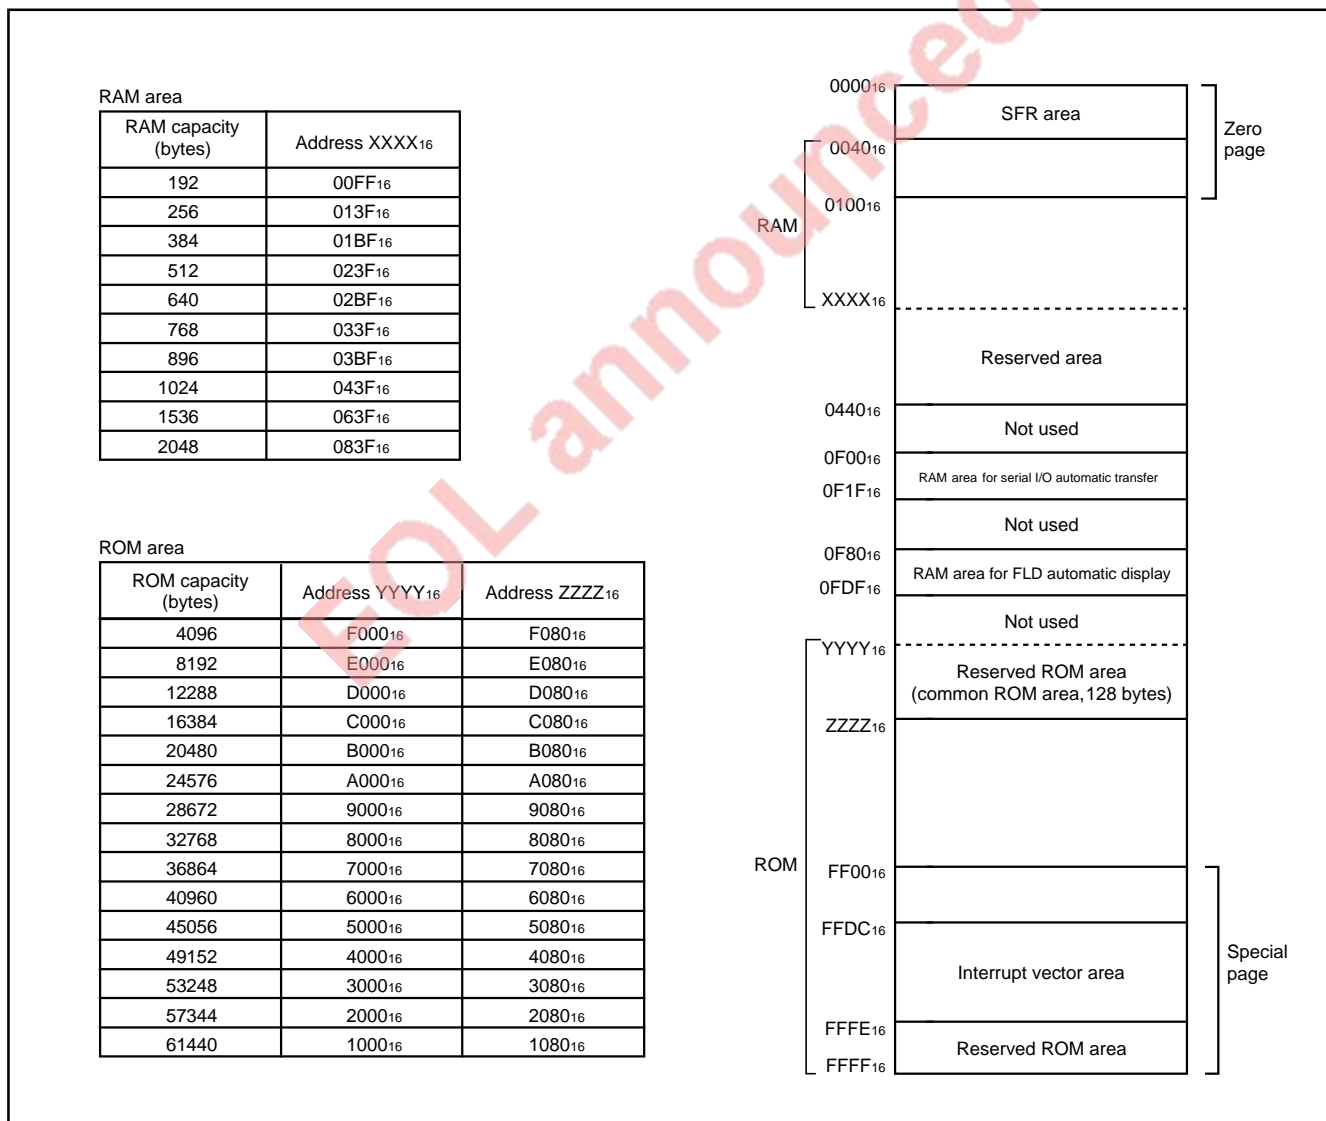 EOL announced
RAM area
RAM capacity (bytes) Address XXXX16
192 00FF16
256 013F16
384 01BF16
512 023F16
640 02BF16
768 033F16
896 03BF16
1024 043F16
1536 063F16
2048 083F16
ROM area
ROM capacity (bytes) Address YYYY16 Address ZZZZ16
4096 F00016 F08016
8192 E00016 E08016
12288 D00016 D08016
16384 C00016 C08016
20480 B00016 B08016
24576 A00016 A08016
28672 900016 908016
32768 800016 808016
36864 700016 708016
40960 600016 608016
45056 500016 508016
49152 400016 408016
53248 300016 308016
57344 200016 208016
61440 100016 108016
000016
SFR area
Zero page
004016
010016
RAM
XXXX16
Reserved area
044016
Not used
0F0016
RAM area for serial I/O automatic transfer
0F1F16
Not used
0F8016
RAM area for FLD automatic display
0FDF16
Not used
YYYY16
Reserved ROM area
(common ROM area,128 bytes)
ZZZZ16
ROM
FF0016
FFDC16
Interrupt vector area
Special page
FFFE16
Reserved ROM area
FFFF16